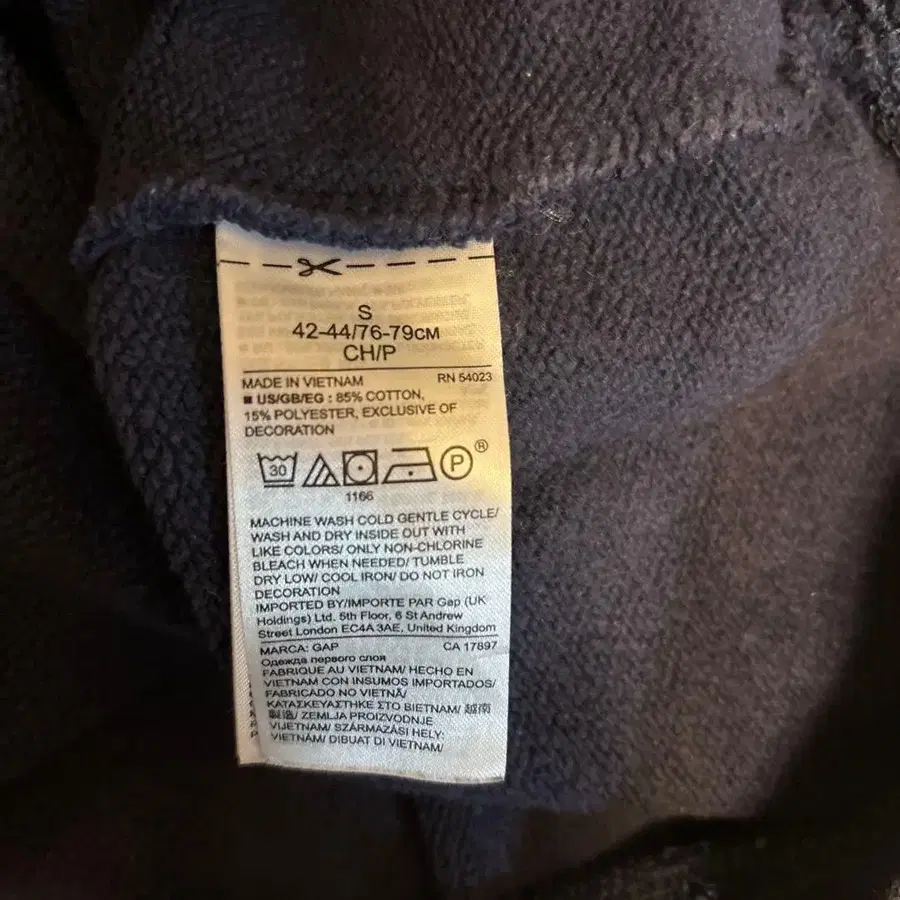 S
42-44/76-79CM
CH/P
MADE IN VIETNAM RN 54023
■ US/GB/EG : 85% COTTON,
15% POLYESTER, EXCLUSIVE OF
DECORATION
30 P ®
1166
MACHINE WASH COLD GENTLE CYCLE/
WASH AND DRY INSIDE OUT WITH
LIKE COLORS/ ONLY NON-CHLORINE
BLEACH WHEN NEEDED/ TUMBLE
DRY LOW/ COOL IRON/ DO NOT IRON
DECORATION
IMPORTED BY/IMPORTE PAR Gap (UK
Holdings) Ltd. 5th Floor, 6 St Andrew
Street London EC4A 3AE, United Kingdom
MARCA: GAP CA 17897
Одежда первого слоя
FABRIQUE AU VIETNAM/ HECHO EN
VIETNAM CON INSUMOS IMPORTADOS/
FABRICADO NO VIETNÃ/
ΚΑΤΑΣΚΕΥΑΣΤΗΚΕ ΣΤΟ ΒΙΕΤΝΑΜ/ 越南
製造/ ZEMLJA PROIZVODNJE
VIJETNAM/ SZÁRMAZÁSI HELY:
VIETNÁM/ DIBUAT DI VIETNAM/